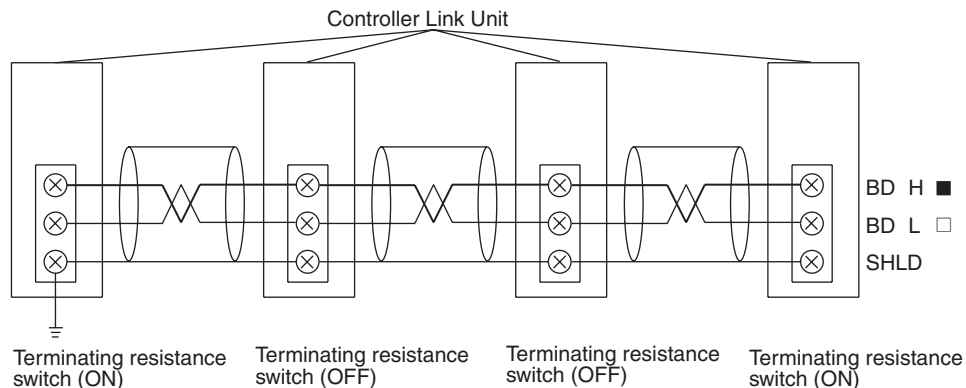 Controller Link Unit
BD H ■
BD L □
SHLD
Terminating resistance
switch (ON)
Terminating resistance
switch (OFF)
Terminating resistance
switch (OFF)
Terminating resistance
switch (ON)